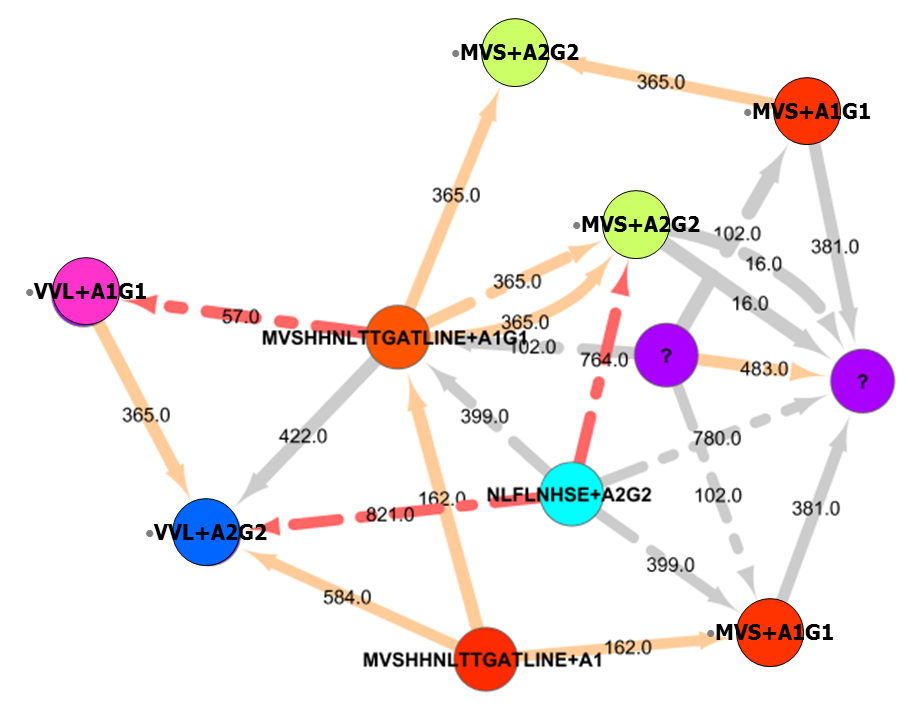 •MVS+A2G2
365.0
•MVS+A1G1
365.0
•MVS+A2G2
102.0
381.0
16.0
365.0
16.0
•VVL+A1G1
57.0
365.0
MVSHHNLTTGATLINE+A1G1
102.0
764.0
?
483.0
?
365.0
399.0
422.0
780.0
162.0
NLFLNHSE+A2G2
102.0
821.0
381.0
•VVL+A2G2
399.0
584.0
•MVS+A1G1
162.0
MVSHHNLTTGATLINE+A1